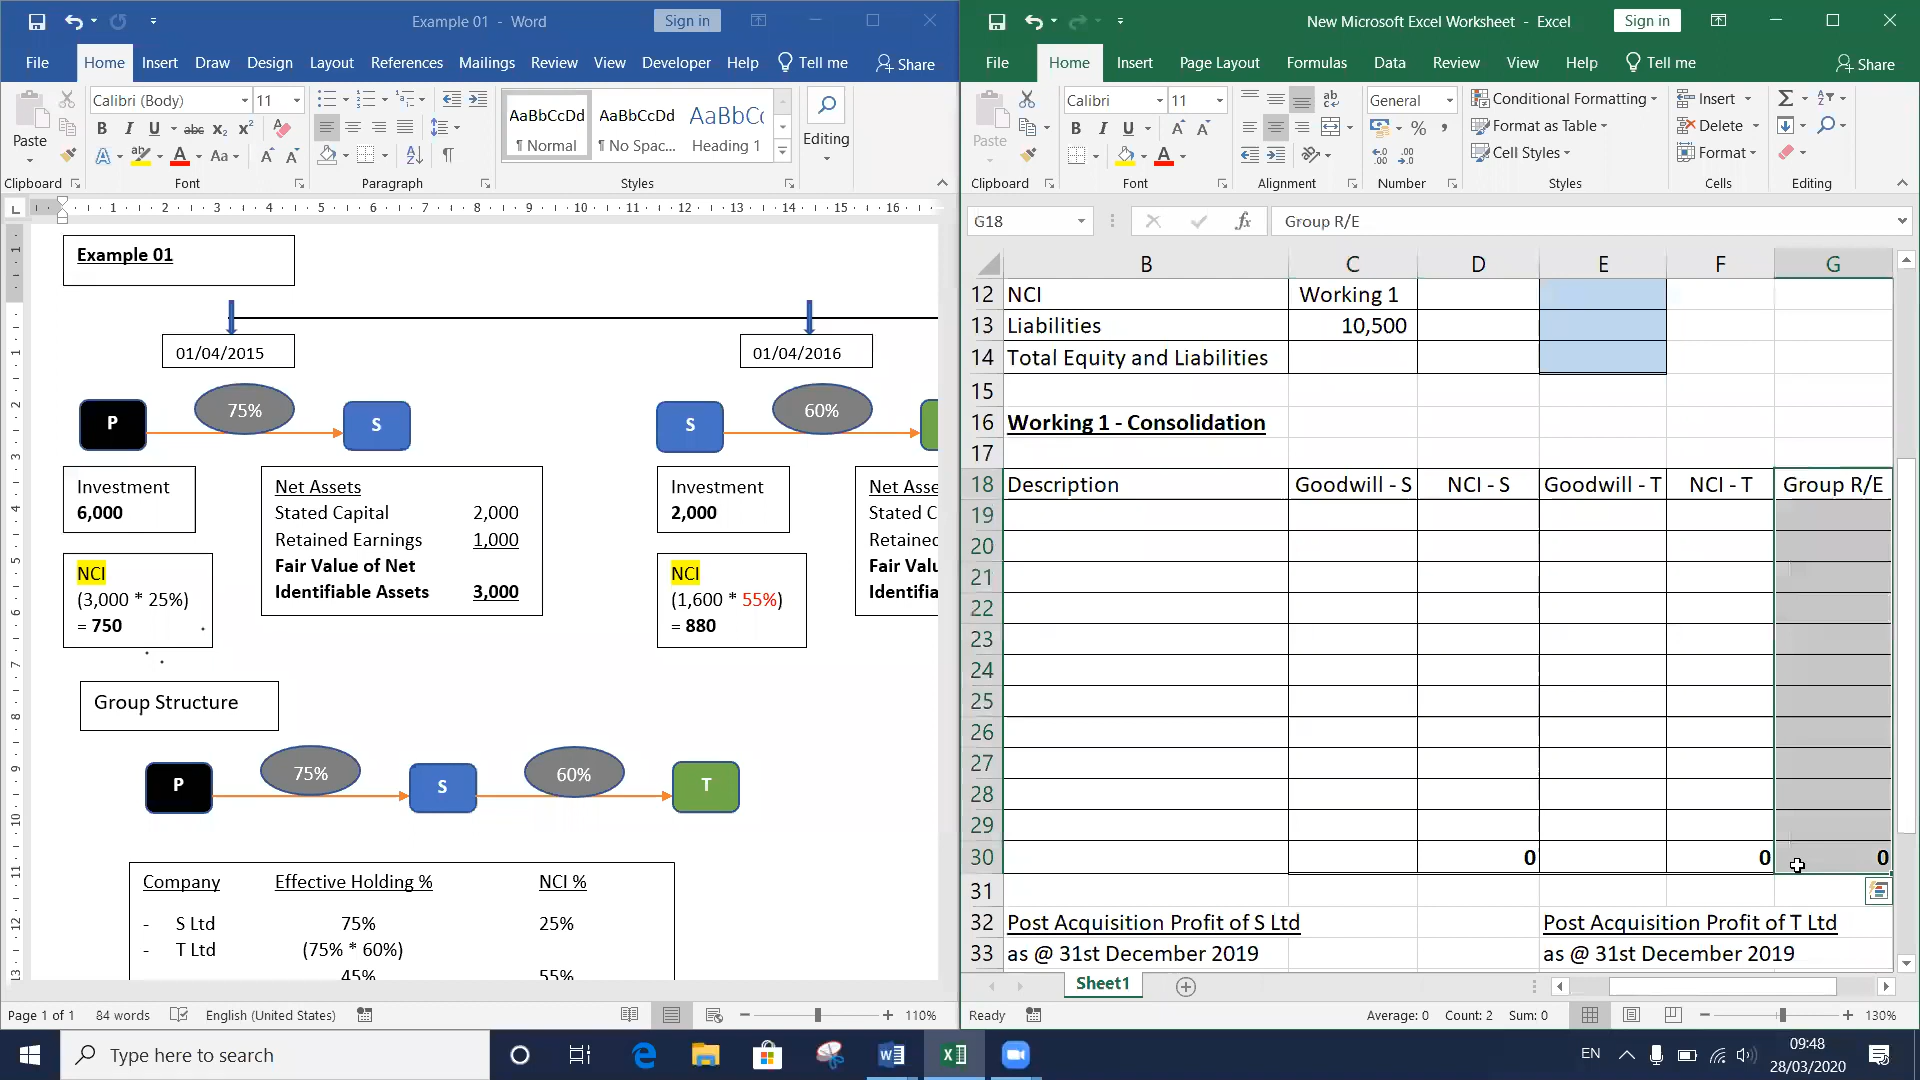 Example 01 - Word
Sign in
File Home Insert Draw Design Layout References Mailings Review View Developer Help Tell me Share
Paste
Calibri (Body) 11
AaBbCcDd AaBbCcDd AaBbCc
¶ Normal ¶ No Spac... Heading 1
Editing
Clipboard Font Paragraph Styles
Example 01
01/04/2015
01/04/2016
P 75% S
S 60%
Investment
6,000
Net Assets
Stated Capital 2,000
Retained Earnings 1,000
Fair Value of Net
Identifiable Assets 3,000
NCI
(3,000 * 25%)
= 750
Investment
2,000
Net Asse
Stated C
Retained
Fair Valu
Identifia
NCI
(1,600 * 55%)
= 880
Group Structure
P 75% S 60% T
Company Effective Holding % NCI %
- S Ltd 75% 25%
- T Ltd (75% * 60%)
45% 55%
Page 1 of 1 84 words English (United States) 110%
New Microsoft Excel Worksheet - Excel
Sign in
File Home Insert Page Layout Formulas Data Review View Help Tell me Share
Paste
Calibri 11
General
Conditional Formatting
Format as Table
Cell Styles
Insert
Delete
Format
Clipboard Font Alignment Number Styles Cells Editing
G18 fx Group R/E
B C D E F G
12 NCI Working 1
13 Liabilities 10,500
14 Total Equity and Liabilities
15
16 Working 1 - Consolidation
17
18 Description Goodwill - S NCI - S Goodwill - T NCI - T Group R/E
19
20
21
22
23
24
25
26
27
28
29
30 0 0 0
31
32 Post Acquisition Profit of S Ltd Post Acquisition Profit of T Ltd
33 as @ 31st December 2019 as @ 31st December 2019
Sheet1
Ready Average: 0 Count: 2 Sum: 0 130%
Type here to search
EN
09:48
28/03/2020